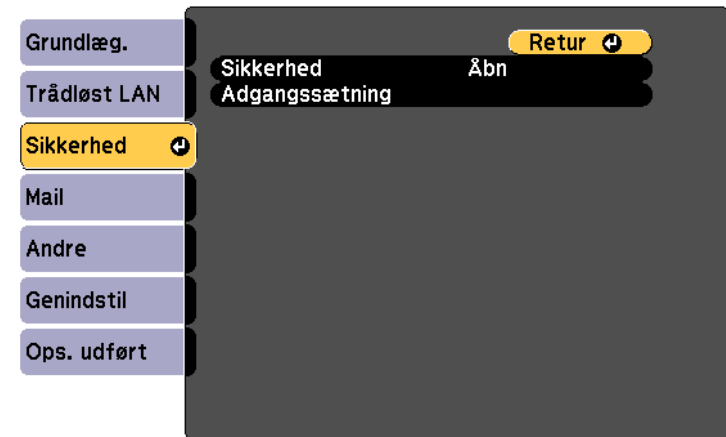 Grundlæg.
Trådløst LAN
Sikkerhed
Mail
Andre
Genindstil
Ops. udført
Retur
Sikkerhed Åbn
Adgangssætning